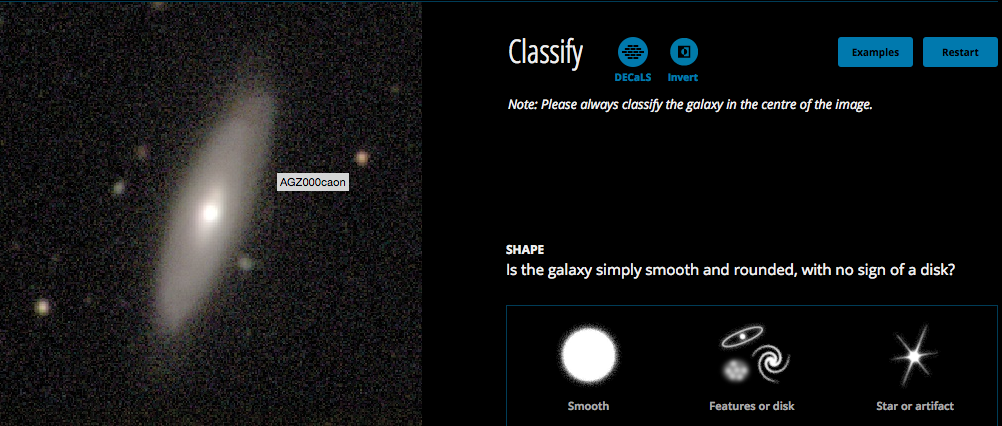 Classify
DECaLS
Invert
Examples
Restart
Note: Please always classify the galaxy in the centre of the image.
AGZ000caon
SHAPE
Is the galaxy simply smooth and rounded, with no sign of a disk?
Smooth
Features or disk
Star or artifact